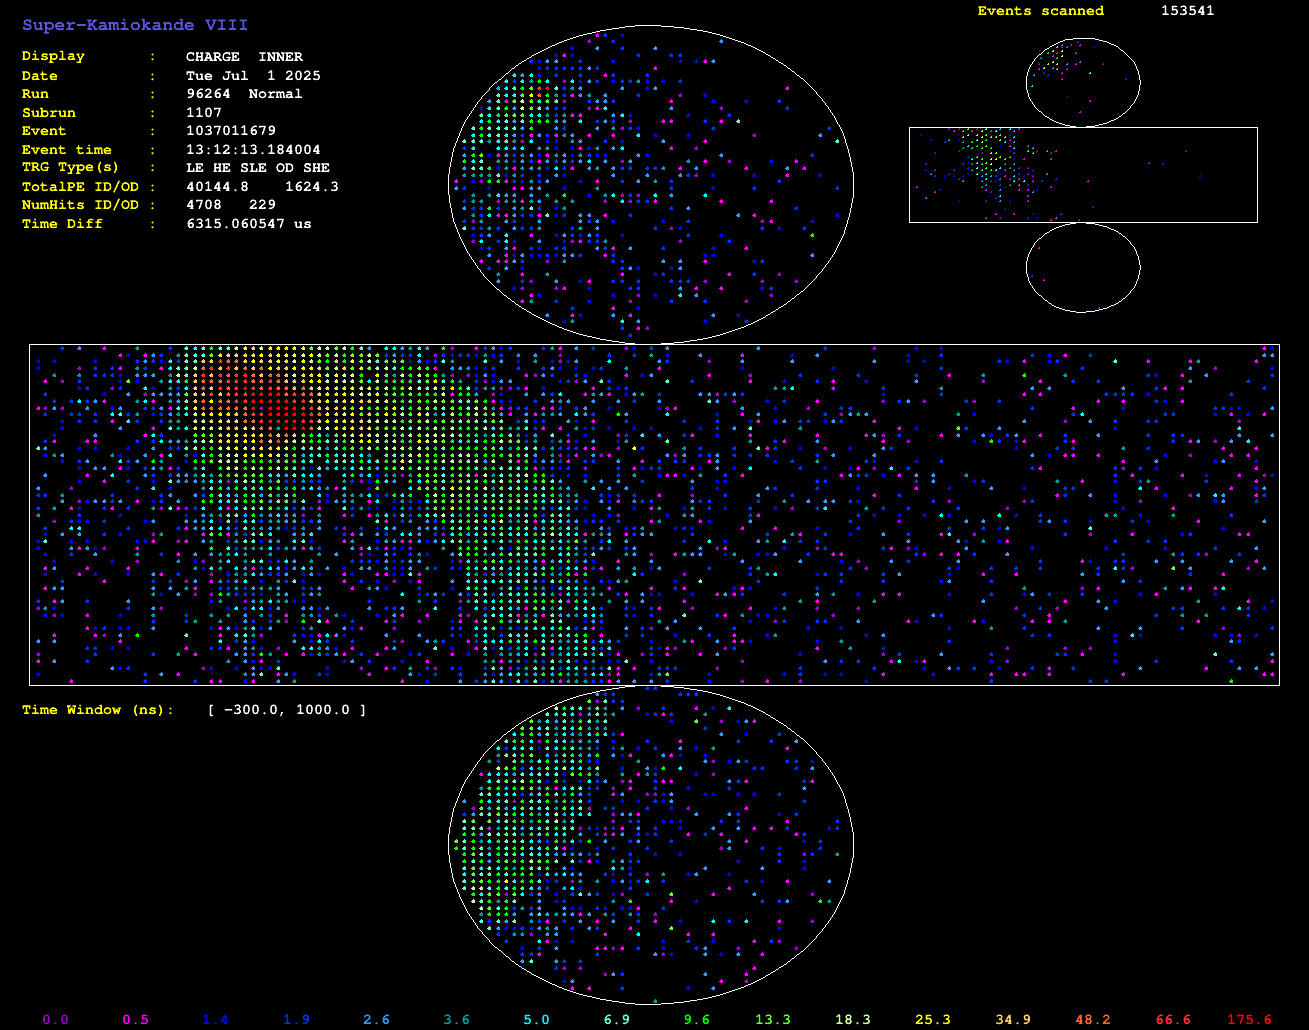 Super-Kamiokande VIII
Events scanned 153541
Display : CHARGE INNER
Date : Tue Jul 1 2025
Run : 96264 Normal
Subrun : 1107
Event : 1037011679
Event time : 13:12:13.184004
TRG Type(s) : LE HE SLE OD SHE
TotalPE ID/OD : 40144.8 1624.3
NumHits ID/OD : 4708 229
Time Diff : 6315.060547 us
Time Window (ns): [ -300.0, 1000.0 ]
0.0 0.5 1.4 1.9 2.6 3.6 5.0 6.9 9.6 13.3 18.3 25.3 34.9 48.2 66.6 175.6